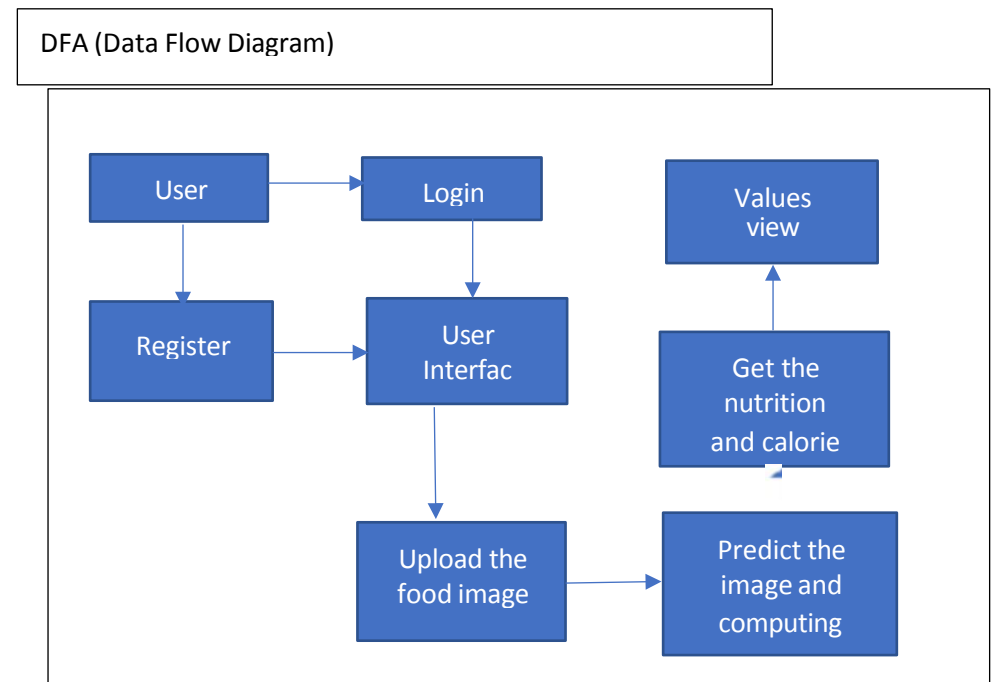 DFA (Data Flow Diagram)
User
Login
Values
view
Register
User
Interfac
Get the
nutrition
and calorie
Upload the
food image
Predict the
image and
computing